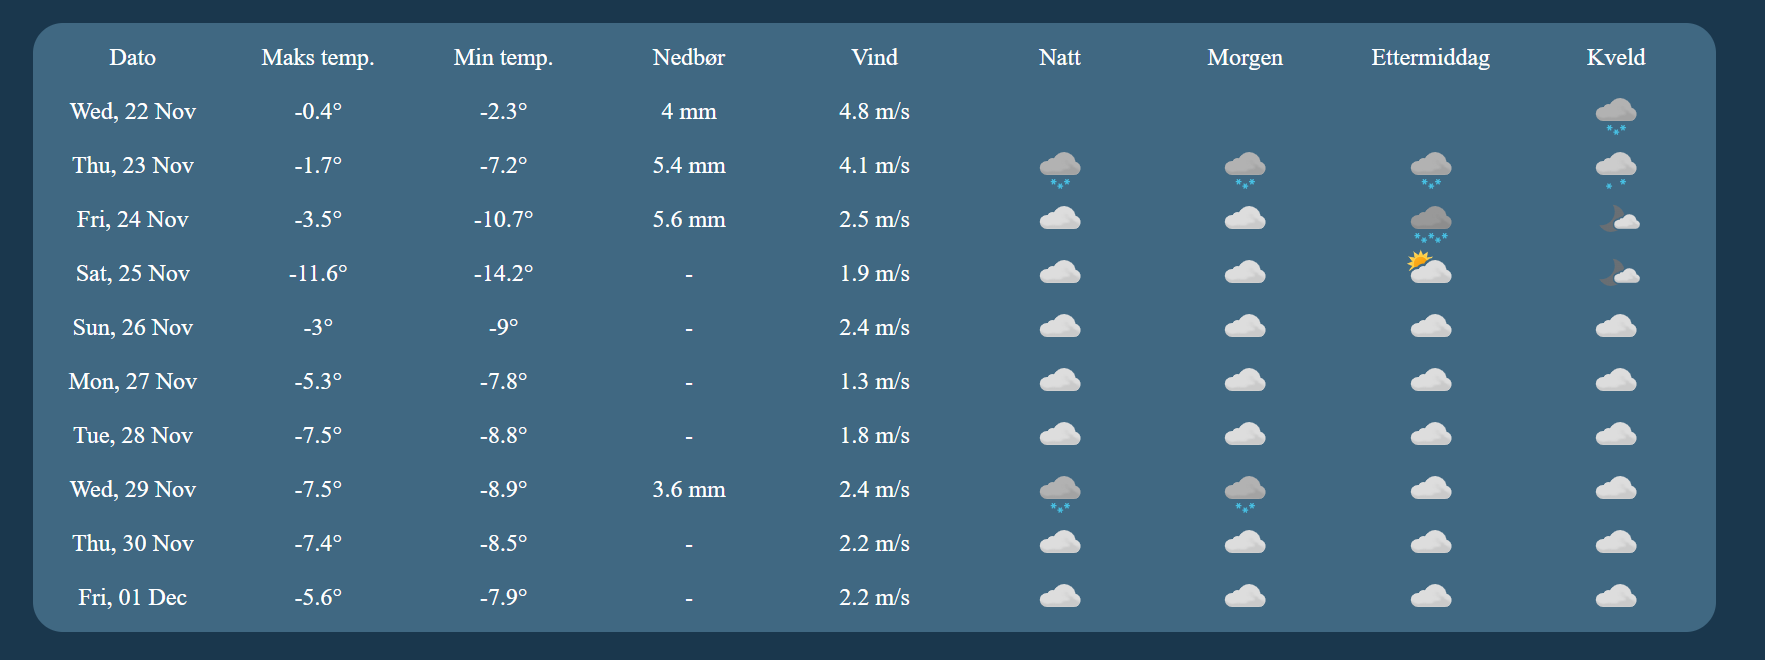 Dato Maks temp. Min temp. Nedbør Vind Natt Morgen Ettermiddag Kveld
Wed, 22 Nov -0.4° -2.3° 4 mm 4.8 m/s
Thu, 23 Nov -1.7° -7.2° 5.4 mm 4.1 m/s
Fri, 24 Nov -3.5° -10.7° 5.6 mm 2.5 m/s
Sat, 25 Nov -11.6° -14.2° - 1.9 m/s
Sun, 26 Nov -3° -9° - 2.4 m/s
Mon, 27 Nov -5.3° -7.8° - 1.3 m/s
Tue, 28 Nov -7.5° -8.8° - 1.8 m/s
Wed, 29 Nov -7.5° -8.9° 3.6 mm 2.4 m/s
Thu, 30 Nov -7.4° -8.5° - 2.2 m/s
Fri, 01 Dec -5.6° -7.9° - 2.2 m/s